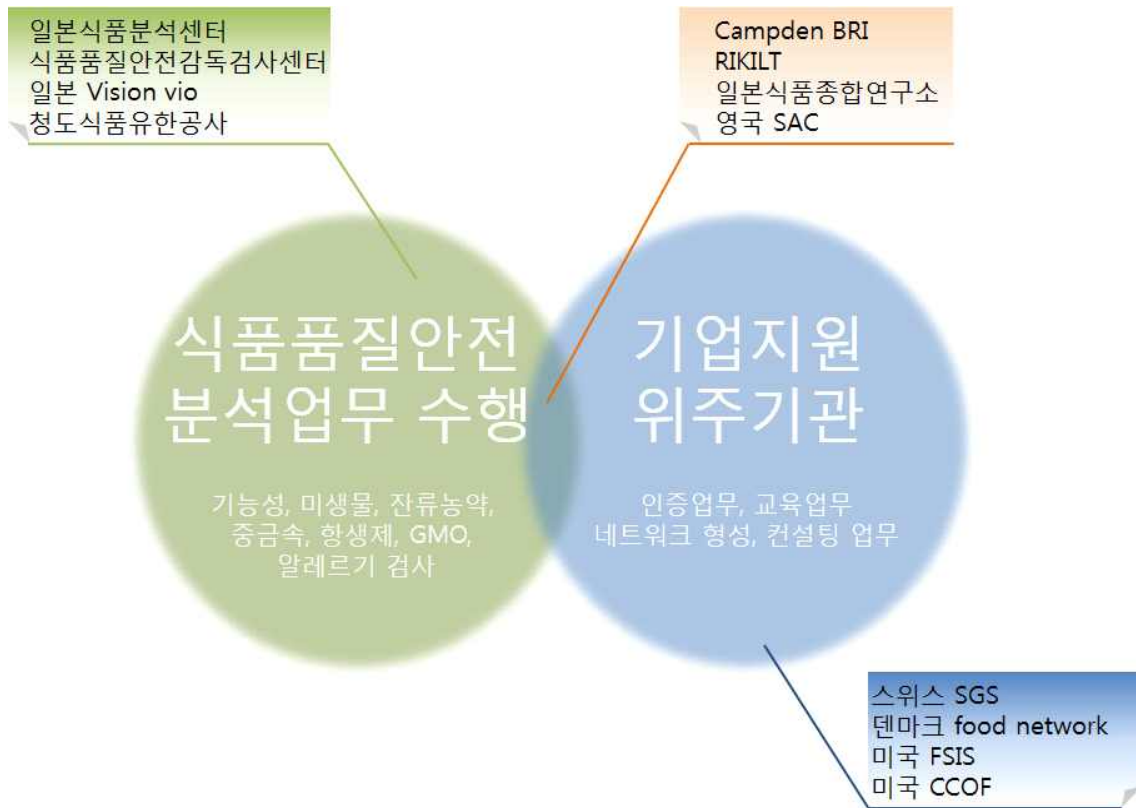 일본식품분석센터
식품품질안전감독검사센터
일본 Vision vio
청도식품유한공사
Campden BRI
RIKILT
일본식품종합연구소
영국 SAC
식품품질안전
분석업무 수행
기능성, 미생물, 잔류농약,
중금속, 항생제, GMO,
알레르기 검사
기업지원
위주기관
인증업무, 교육업무
네트워크 형성, 컨설팅 업무
스위스 SGS
덴마크 food network
미국 FSIS
미국 CCOF